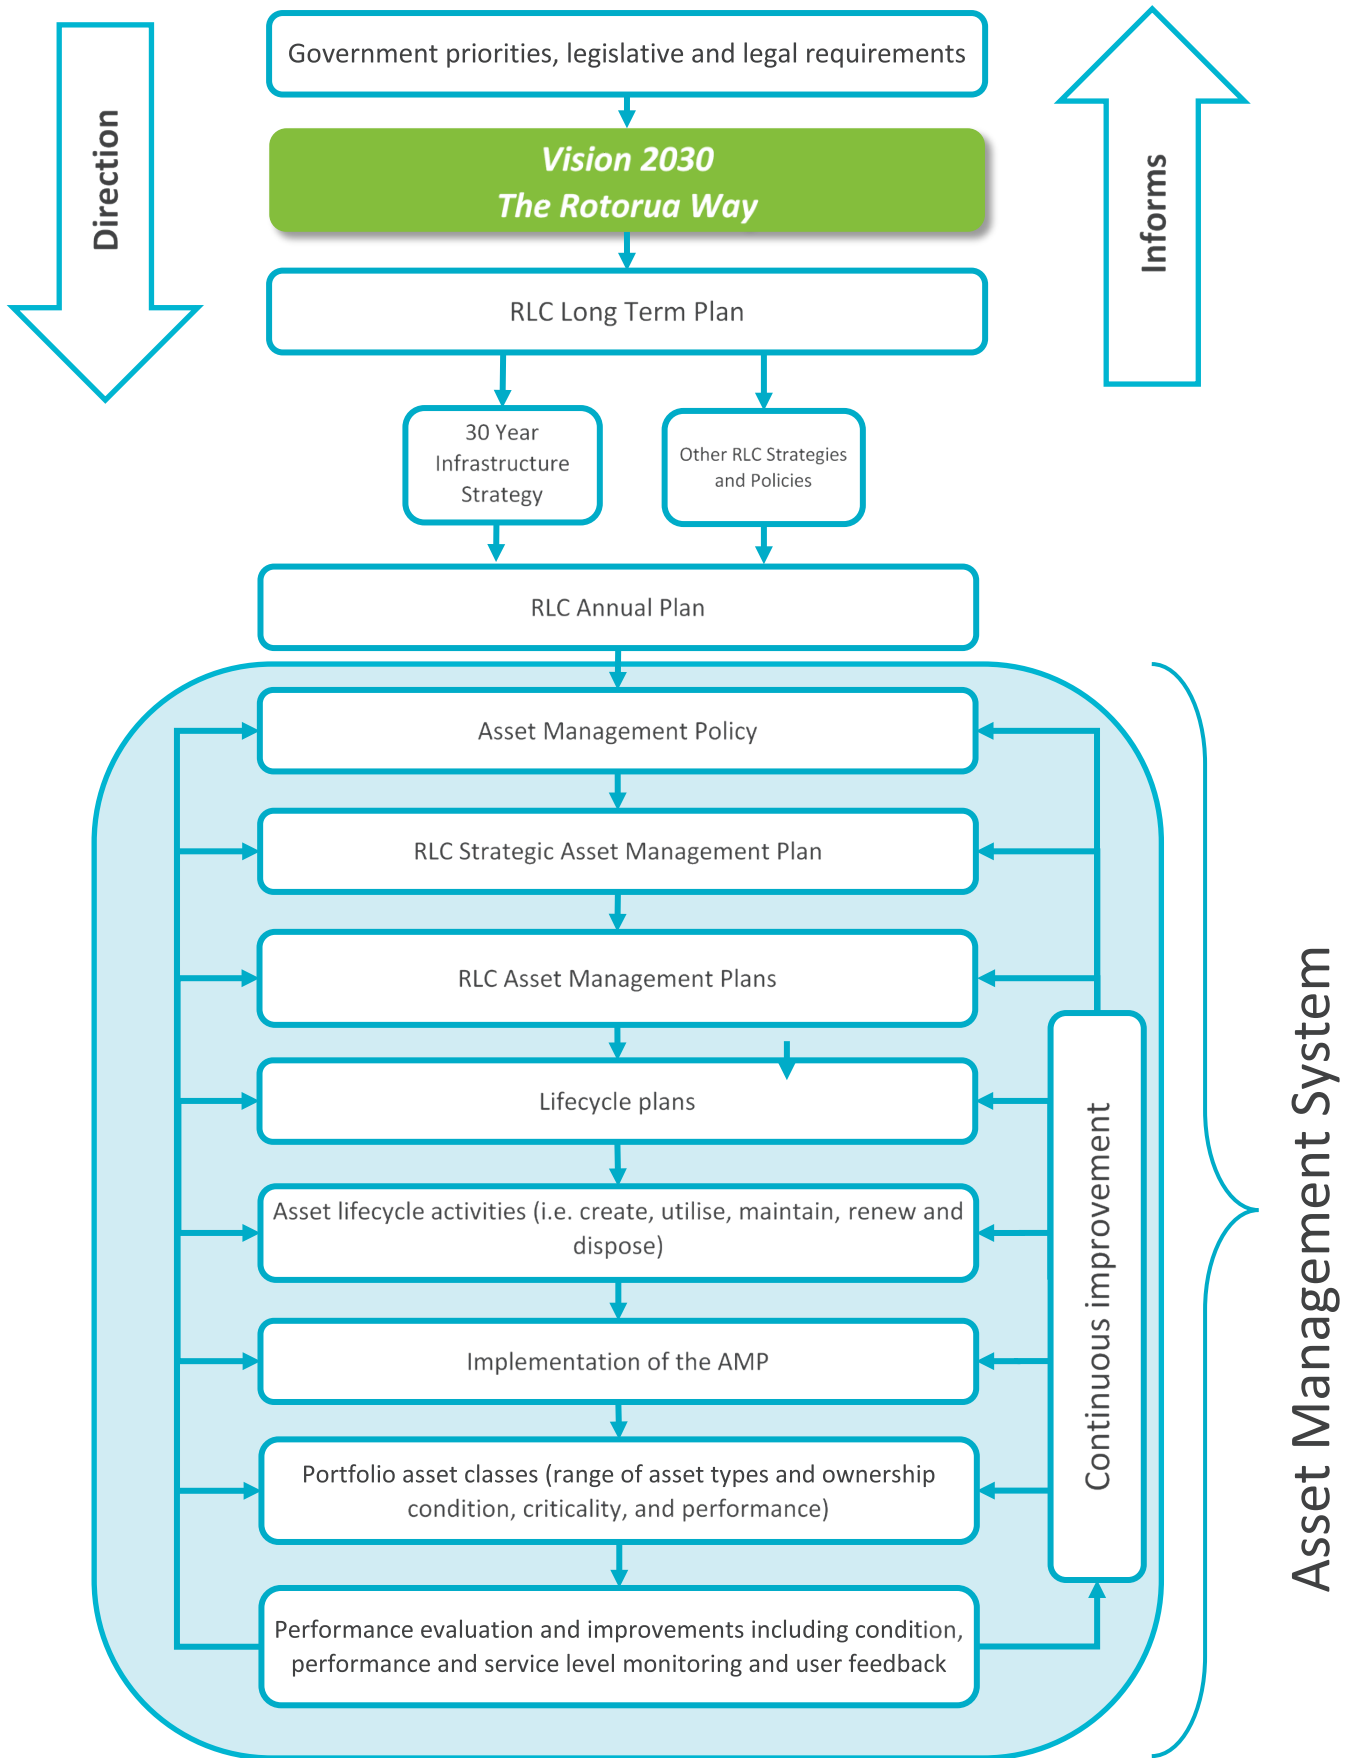 Government priorities, legislative and legal requirements
Direction
Informs
Vision 2030
The Rotorua Way
RLC Long Term Plan
30 Year
Infrastructure
Strategy
Other RLC Strategies
and Policies
RLC Annual Plan
Asset Management Policy
RLC Strategic Asset Management Plan
RLC Asset Management Plans
Lifecycle plans
Asset lifecycle activities (i.e. create, utilise, maintain, renew and
dispose)
Implementation of the AMP
Portfolio asset classes (range of asset types and ownership
condition, criticality, and performance)
Performance evaluation and improvements including condition,
performance and service level monitoring and user feedback
Continuous improvement
Asset Management System